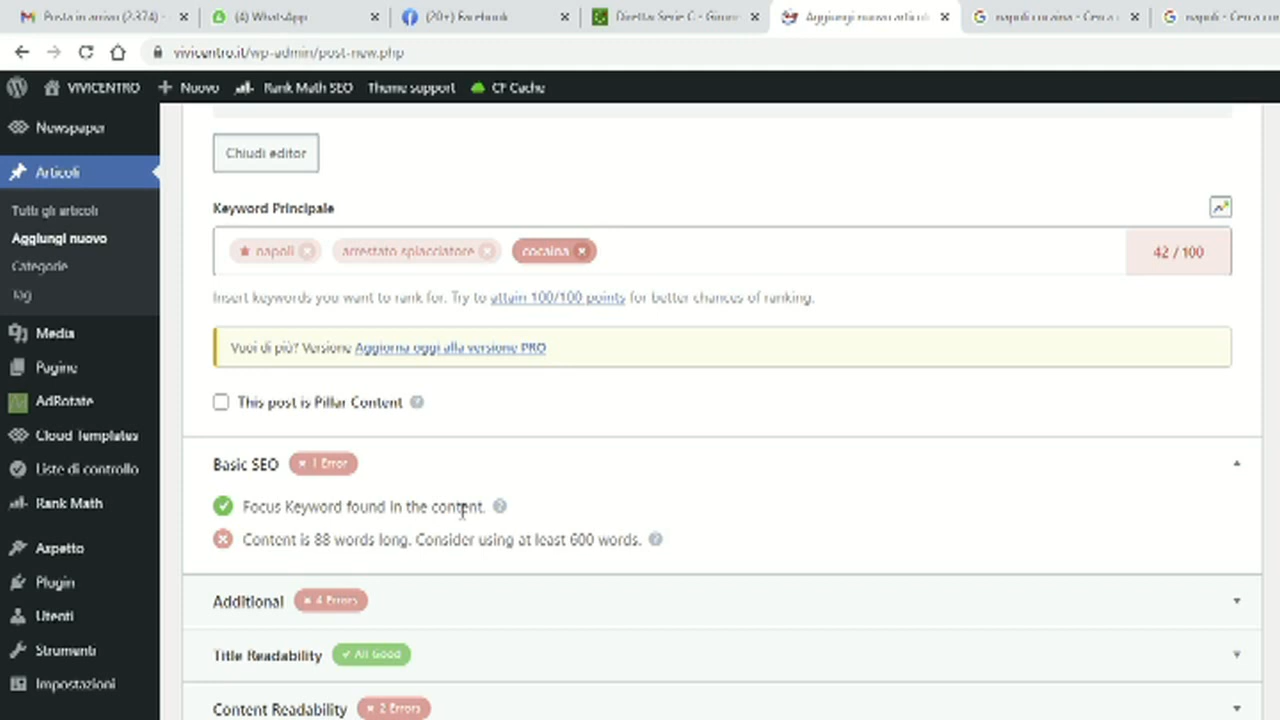 Posta in arrivo (2.374) -
(4) WhatsApp
(20+) Facebook
Diretta Serie C - Girone
Aggiungi nuovo articolo
napoli cocaina - Cerca
napoli - Cerca con
vivicentro.it/wp-admin/post-new.php
VIVICENTRO
Nuovo
Rank Math SEO
Theme support
CF Cache
Newspaper
Articoli
Tutti gli articoli
Aggiungi nuovo
Categorie
Tag
Media
Pagine
AdRotate
Cloud Templates
Liste di controllo
Rank Math
Aspetto
Plugin
Utenti
Strumenti
Impostazioni
Chiudi editor
Keyword Principale
napoli
arrestato spiacciatore
cocaina
42 / 100
Insert keywords you want to rank for. Try to attain 100/100 points for better chances of ranking.
Vuoi di più? Versione Aggiorna oggi alla versione PRO
This post is Pillar Content
Basic SEO
1 Error
Focus Keyword found in the content.
Content is 88 words long. Consider using at least 600 words.
Additional
4 Errors
Title Readability
All Good
Content Readability
2 Errors